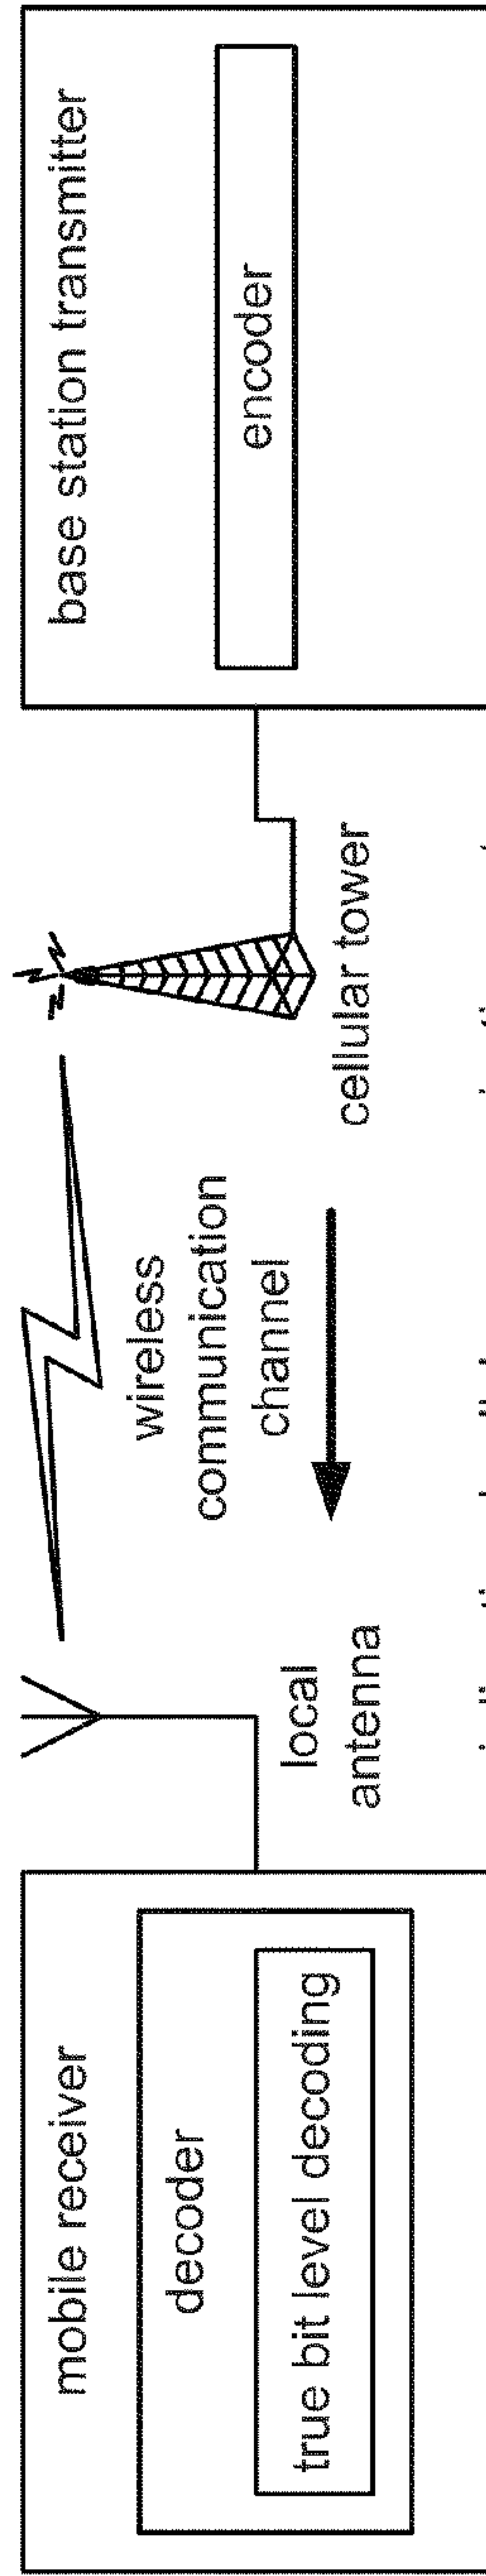 mobile receiver
decoder
true bit level decoding
local
antenna
wireless
communication
channel
cellular tower
base station transmitter
encoder